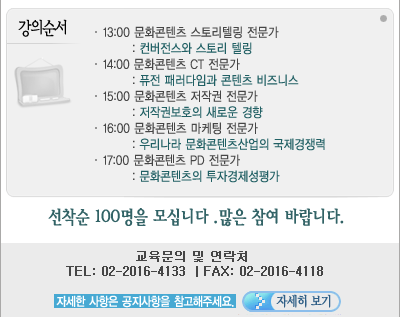 강의순서
· 13:00 문화콘텐츠 스토리텔링 전문가
: 컨버전스와 스토리 텔링
· 14:00 문화콘텐츠 CT 전문가
: 퓨전 패러다임과 콘텐츠 비즈니스
· 15:00 문화콘텐츠 저작권 전문가
: 저작권보호의 새로운 경향
· 16:00 문화콘텐츠 마케팅 전문가
: 우리나라 문화콘텐츠산업의 국제경쟁력
· 17:00 문화콘텐츠 PD 전문가
: 문화콘텐츠의 투자경제성평가
선착순 100명을 모십니다 .많은 참여 바랍니다.
교육문의 및 연락처
TEL: 02-2016-4133 | FAX: 02-2016-4118
자세한 사항은 공지사항을 참고해주세요. 자세히 보기